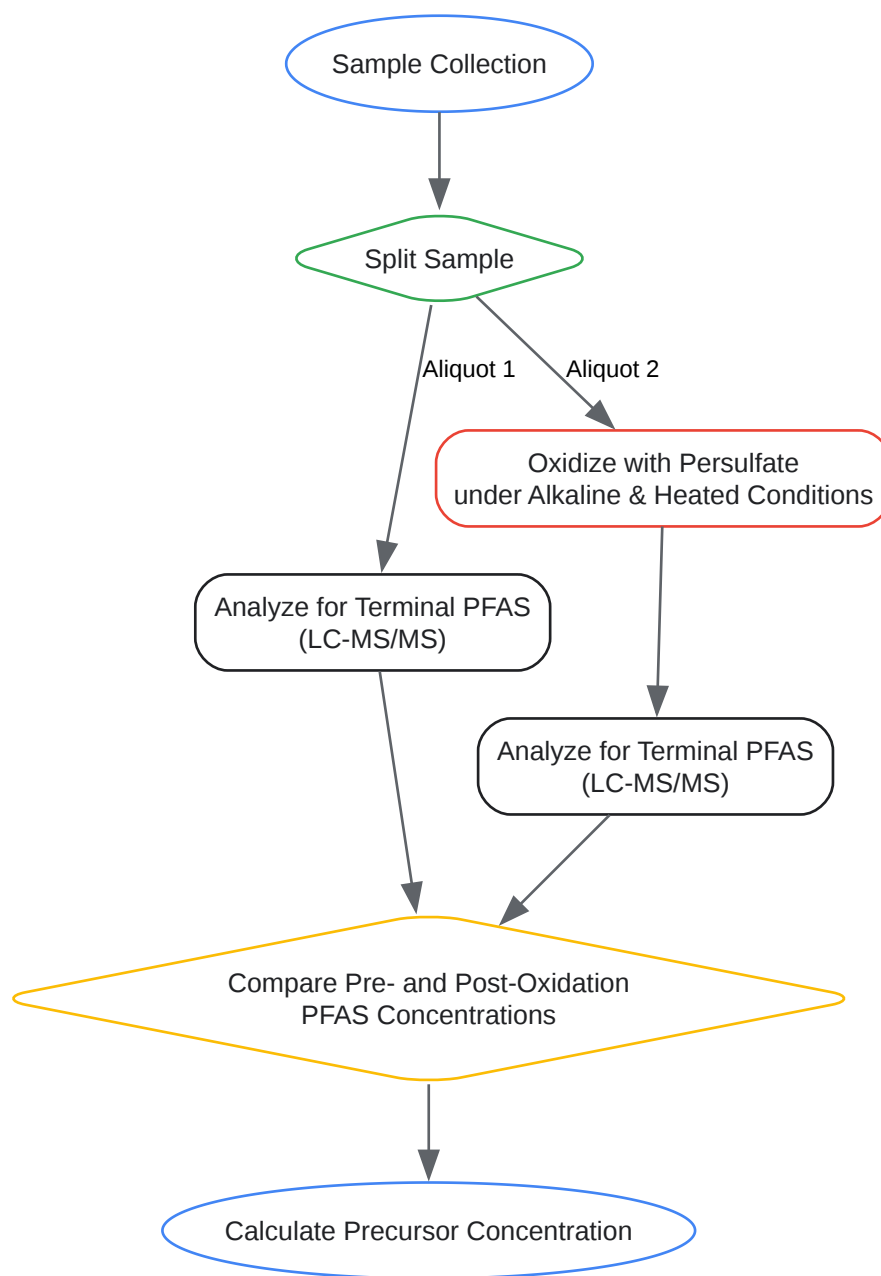 Sample Collection
Split Sample
Aliquot 1
Aliquot 2
Oxidize with Persulfate
under Alkaline & Heated Conditions
Analyze for Terminal PFAS
(LC-MS/MS)
Analyze for Terminal PFAS
(LC-MS/MS)
Compare Pre- and Post-Oxidation
PFAS Concentrations
Calculate Precursor Concentration